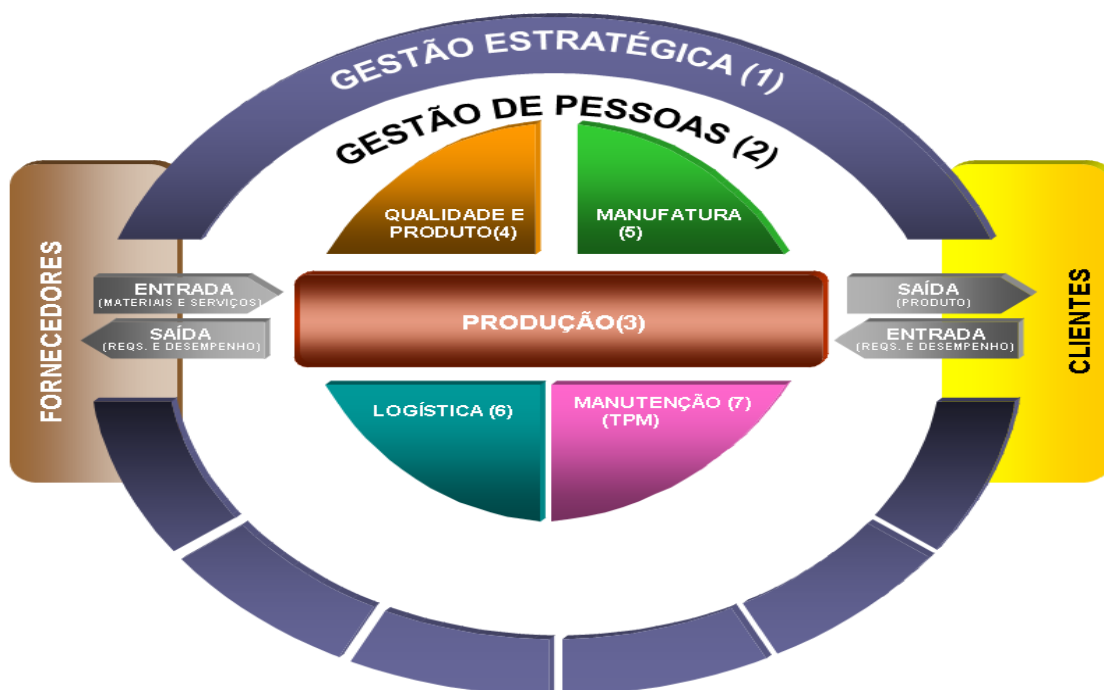 GESTÃO ESTRATÉGICA (1)
GESTÃO DE PESSOAS (2)
QUALIDADE E
PRODUTO(4)
MANUFATURA
(5)
FORNECEDORES
ENTRADA
(MATERIAIS E SERVIÇOS)
SAÍDA
(REQS. E DESEMPENHO)
PRODUÇÃO(3)
SAÍDA
(PRODUTO)
ENTRADA
(REQS. E DESEMPENHO)
CLIENTES
LOGÍSTICA (6)
MANUTENÇÃO (7)
(TPM)